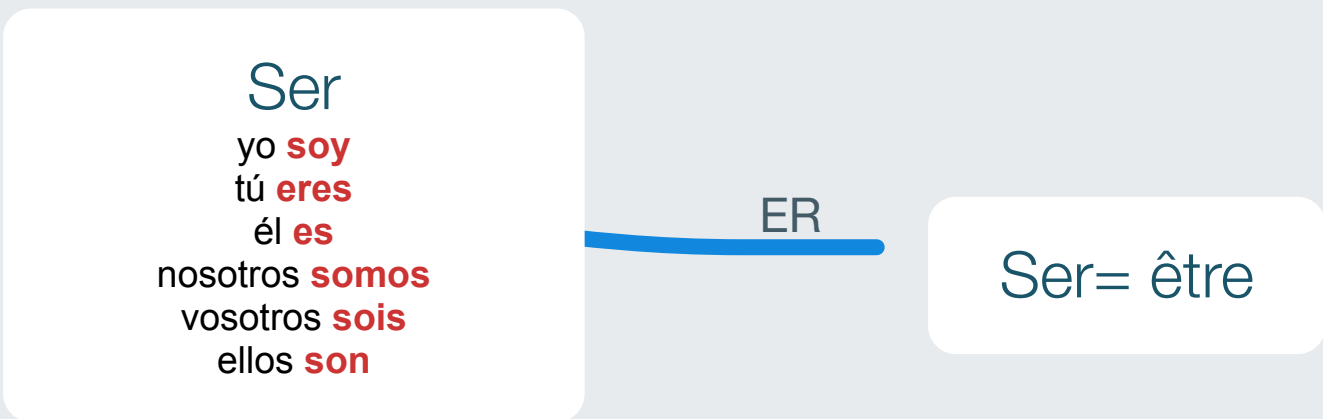 Ser
yo soy
tú eres
él es
nosotros somos
vosotros sois
ellos son
ER
Ser= être